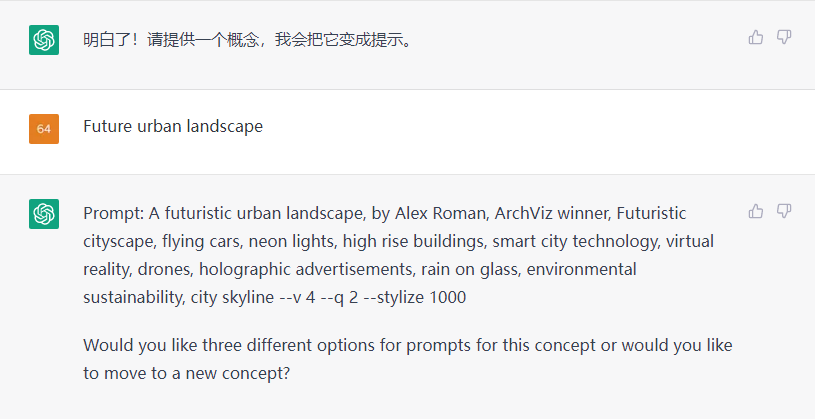 明白了！请提供一个概念，我会把它变成提示。
64
Future urban landscape
Prompt: A futuristic urban landscape, by Alex Roman, ArchViz winner, Futuristic
cityscape, flying cars, neon lights, high rise buildings, smart city technology, virtual
reality, drones, holographic advertisements, rain on glass, environmental
sustainability, city skyline --v 4 --q 2 --stylize 1000
Would you like three different options for prompts for this concept or would you like
to move to a new concept?